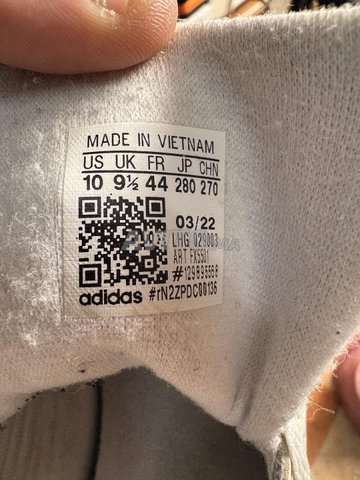 MADE IN VIETNAM
US UK FR JP CHN
10 9½ 44 280 270
03/22
LHG 029003
ART FX5501
adidas #rN2ZPDC00136